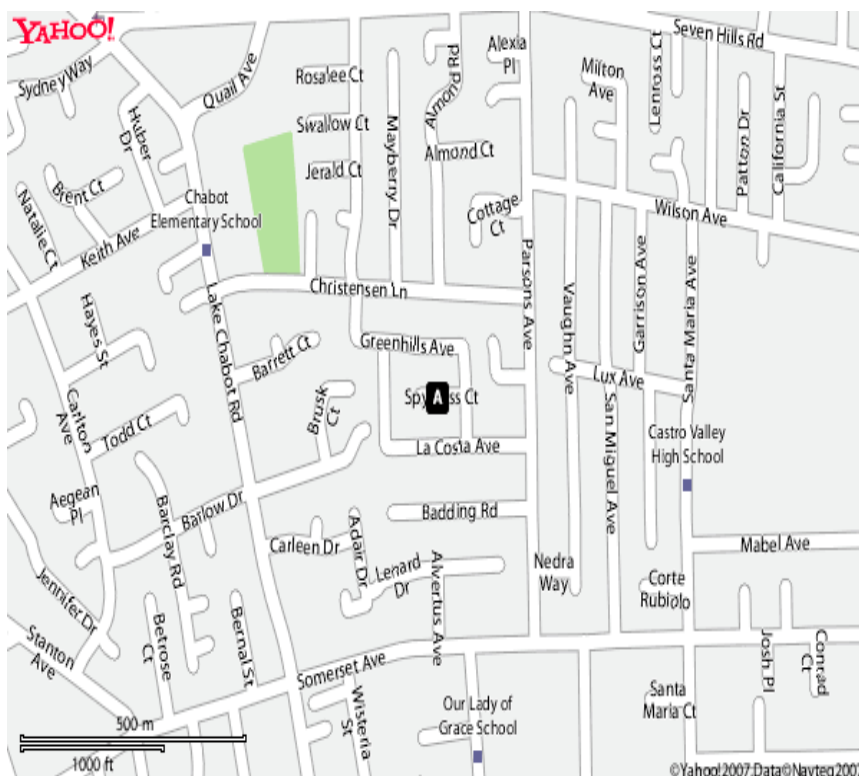 YAHOO!
Seven Hills Rd
Alexia
Pl
Lenross Ct
Quail Ave
Rosalee Ct
Almond Rd
Milton
Ave
Sydney Way
Huber
Dr
Swallow Ct
Mayberry Dr
Patton Dr
California St
Jerald Ct
Almond Ct
Brent Ct
Natalie Ct
Chabot
Elementary School
Cottage
Ct
Wilson Ave
Keith Ave
Christensen Ln
Parsons Ave
Vaughn Ave
Garrison Ave
Santa Maria Ave
Hayes St
Lake Chabot Rd
Barrett Ct
Greenhills Ave
Lux Ave
A
Ct
Carlton
Ave
Todd Ct
Brusk
Ct
La Costa Ave
San Miguel Ave
Castro Valley
High School
Aegean
Pl
Barclay Rd
Barlow Dr
Badding Rd
Carleen Dr
Adair Dr
Lenard
Dr
Alvertus Ave
Nedra
Way
Mabel Ave
Corte
Rubiolo
Jennifer Dr
Stanton
Ave
Betrose
Ct
Bernal St
Somerset Ave
Josh Pl
Conrad
Ct
Wisteria
St
Our Lady of
Grace School
Santa
Maria Ct
500 m
1000 ft
©Yahoo!2007,Data©Navteq200